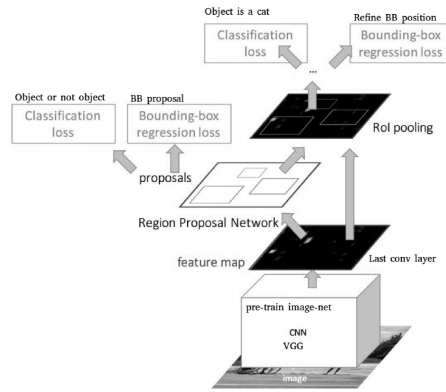 Object is a cat
Refine BB position
Classification
loss
Bounding-box
regression loss
...
Object or not object
BB proposal
Classification
loss
Bounding-box
regression loss
RoI pooling
proposals
Region Proposal Network
feature map
Last conv layer
pre-train image-net
CNN
VGG
image